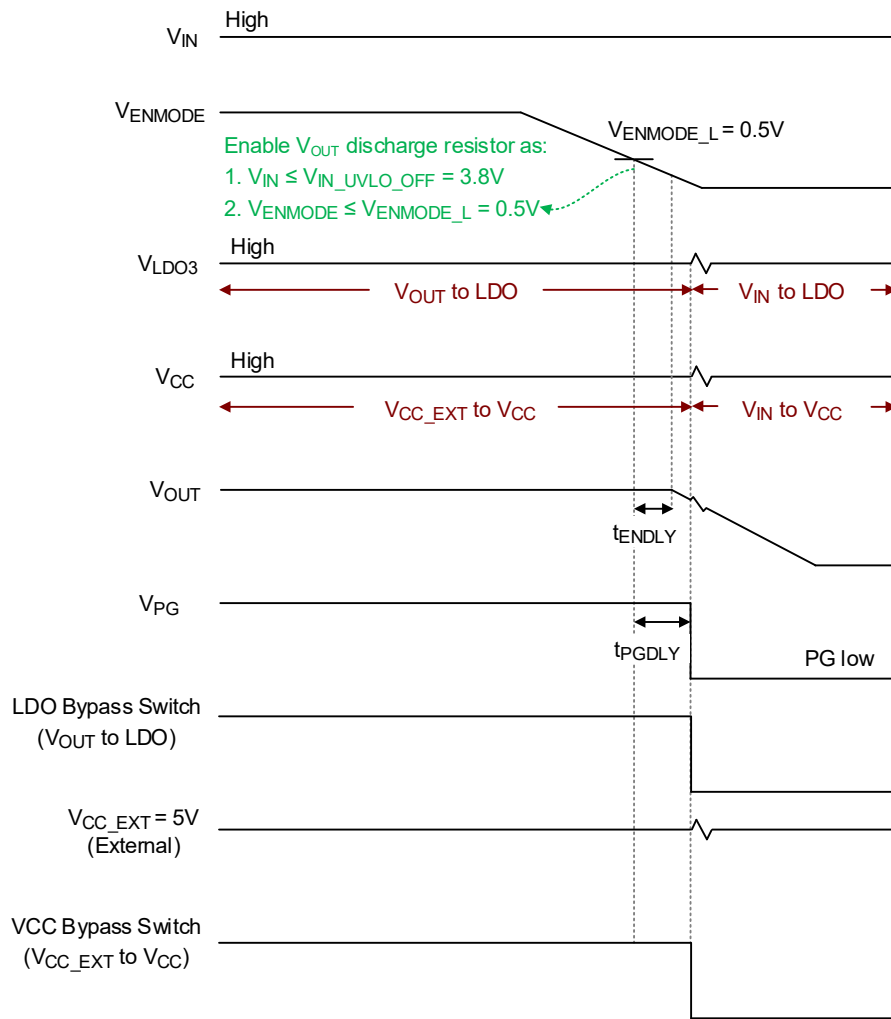 High
VIN
VENMODE
VENMODE_L = 0.5V
Enable VOUT discharge resistor as:
1. VIN ≤ VIN_UVLO_OFF = 3.8V
2. VENMODE ≤ VENMODE_L = 0.5V
High
VLDO3
VOUT to LDO
VIN to LDO
High
VCC
VCC_EXT to VCC
VIN to VCC
VOUT
tENDLY
VPG
tPGDLY
PG low
LDO Bypass Switch
(VOUT to LDO)
VCC_EXT = 5V
(External)
VCC Bypass Switch
(VCC_EXT to VCC)